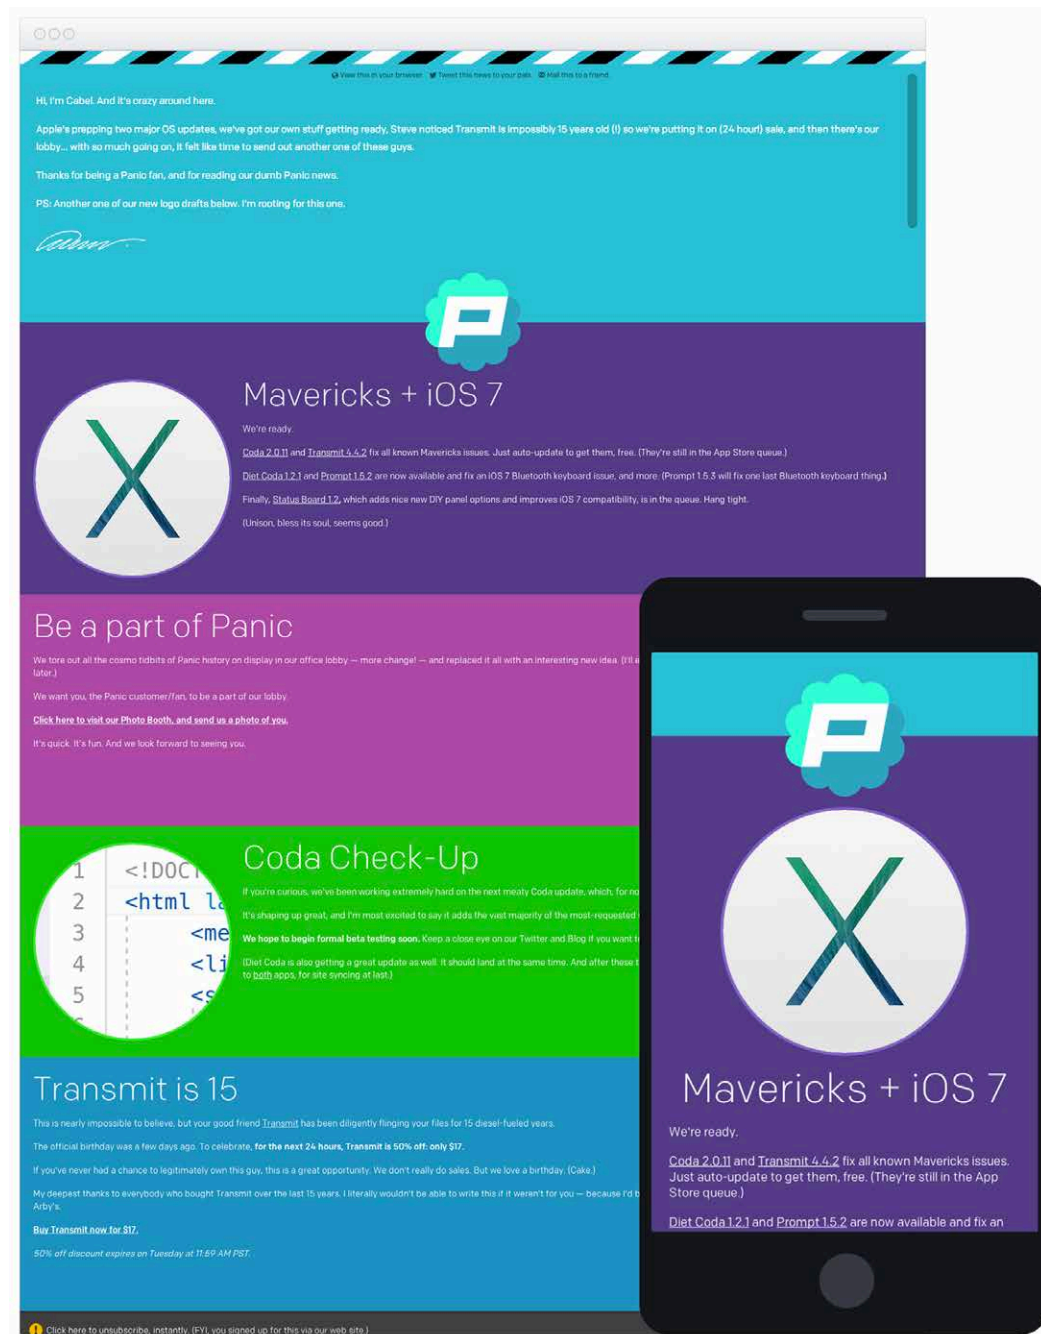 View this in your browser Tweet this news to your pals Mail this to a friend
Hi, I'm Cabel. And it's crazy around here.
Apple's prepping two major OS updates, we've got our own stuff getting ready, Steve noticed Transmit is impossibly 15 years old (!) so we're putting it on (24 hour!) sale, and then there's our
lobby... with so much going on, it felt like time to send out another one of these guys.
Thanks for being a Panic fan, and for reading our dumb Panic news.
PS: Another one of our new logo drafts below. I'm rooting for this one.
P
X
Mavericks + iOS 7
We're ready.
Coda 2.0.11 and Transmit 4.4.2 fix all known Mavericks issues. Just auto-update to get them, free. (They're still in the App Store queue.)
Diet Coda 1.2.1 and Prompt 1.5.2 are now available and fix an iOS 7 Bluetooth keyboard issue, and more. (Prompt 1.5.3 will fix one last Bluetooth keyboard thing.)
Finally, Status Board 1.2, which adds nice new DIY panel options and improves iOS 7 compatibility, is in the queue. Hang tight.
(Unison, bless its soul, seems good.)
Be a part of Panic
We tore out all the cosmo tidbits of Panic history on display in our office lobby — more change! — and replaced it all with an interesting new idea. (I'll
later.)
We want you, the Panic customer/fan, to be a part of our lobby.
Click here to visit our Photo Booth, and send us a photo of you.
It's quick. It's fun. And we look forward to seeing you.
1 <!DOCT
2 <html la
3 <me
4 <li
5 <s
Coda Check-Up
If you're curious, we've been working extremely hard on the next meaty Coda update, which, for no
It's shaping up great, and I'm most excited to say it adds the vast majority of the most-requested
We hope to begin formal beta testing soon. Keep a close eye on our Twitter and Blog if you want t
(Diet Coda is also getting a great update as well. It should land at the same time. And after these t
to both apps, for site syncing at last.)
Transmit is 15
This is nearly impossible to believe, but your good friend Transmit has been diligently flinging your files for 15 diesel-fueled years.
The official birthday was a few days ago. To celebrate, for the next 24 hours, Transmit is 50% off: only $17.
If you've never had a chance to legitimately own this guy, this is a great opportunity. We don't really do sales. But we love a birthday. (Cake.)
My deepest thanks to everybody who bought Transmit over the last 15 years. I literally wouldn't be able to write this if it weren't for you — because I'd b
Arby's.
Buy Transmit now for $17.
50% off discount expires on Tuesday at 11:59 AM PST.
Click here to unsubscribe, instantly. (FYI, you signed up for this via our web site.)
P
X
Mavericks + iOS 7
We're ready.
Coda 2.0.11 and Transmit 4.4.2 fix all known Mavericks issues.
Just auto-update to get them, free. (They're still in the App
Store queue.)
Diet Coda 1.2.1 and Prompt 1.5.2 are now available and fix an